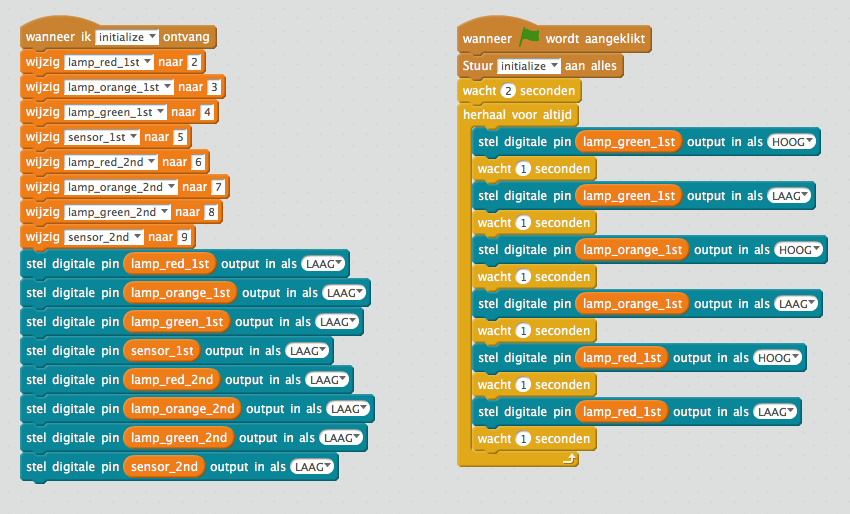 wanneer ik initialize ontvang
wijzig lamp_red_1st naar 2
wijzig lamp_orange_1st naar 3
wijzig lamp_green_1st naar 4
wijzig sensor_1st naar 5
wijzig lamp_red_2nd naar 6
wijzig lamp_orange_2nd naar 7
wijzig lamp_green_2nd naar 8
wijzig sensor_2nd naar 9
stel digitale pin lamp_red_1st output in als LAAG
stel digitale pin lamp_orange_1st output in als LAAG
stel digitale pin lamp_green_1st output in als LAAG
stel digitale pin sensor_1st output in als LAAG
stel digitale pin lamp_red_2nd output in als LAAG
stel digitale pin lamp_orange_2nd output in als LAAG
stel digitale pin lamp_green_2nd output in als LAAG
stel digitale pin sensor_2nd output in als LAAG
wanneer wordt aangeklikt
Stuur initialize aan alles
wacht 2 seconden
herhaal voor altijd
stel digitale pin lamp_green_1st output in als HOOG
wacht 1 seconden
stel digitale pin lamp_green_1st output in als LAAG
wacht 1 seconden
stel digitale pin lamp_orange_1st output in als HOOG
wacht 1 seconden
stel digitale pin lamp_orange_1st output in als LAAG
wacht 1 seconden
stel digitale pin lamp_red_1st output in als HOOG
wacht 1 seconden
stel digitale pin lamp_red_1st output in als LAAG
wacht 1 seconden